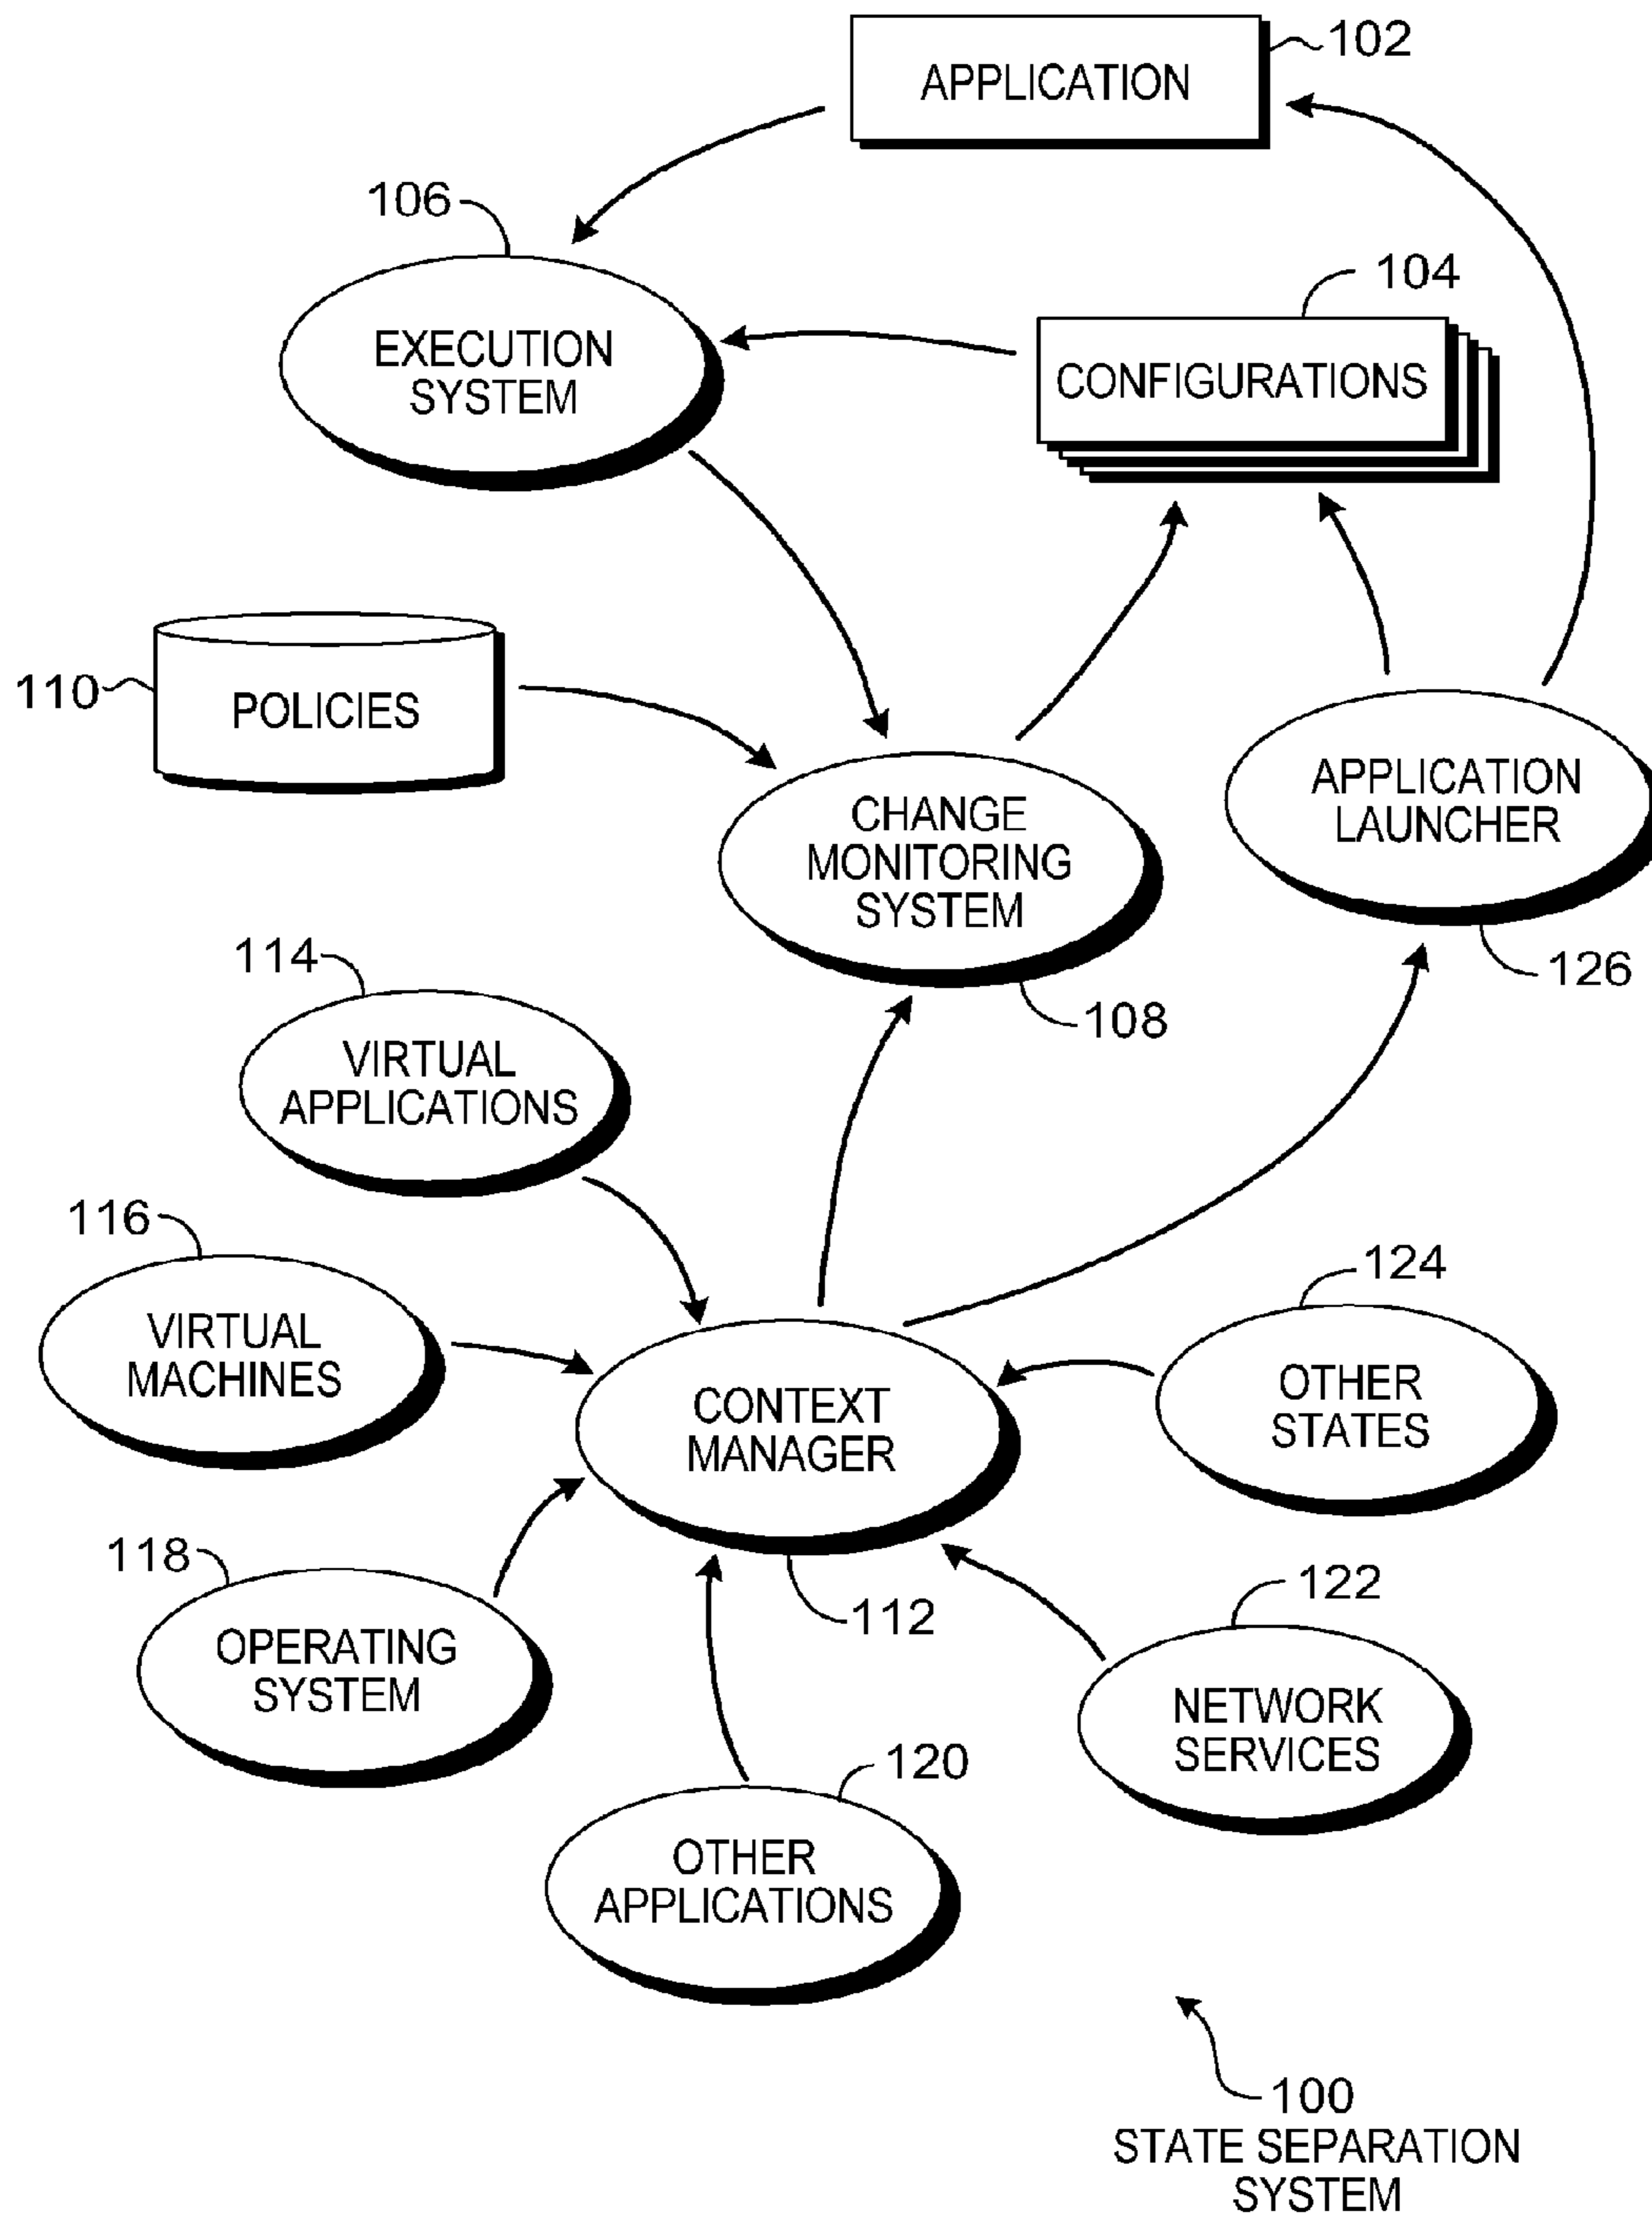 102
APPLICATION
106
104
EXECUTION
SYSTEM
CONFIGURATIONS
110
POLICIES
APPLICATION
LAUNCHER
126
CHANGE
MONITORING
SYSTEM
108
114
VIRTUAL
APPLICATIONS
116
VIRTUAL
MACHINES
124
OTHER
STATES
CONTEXT
MANAGER
112
118
OPERATING
SYSTEM
122
NETWORK
SERVICES
120
OTHER
APPLICATIONS
100
STATE SEPARATION
SYSTEM